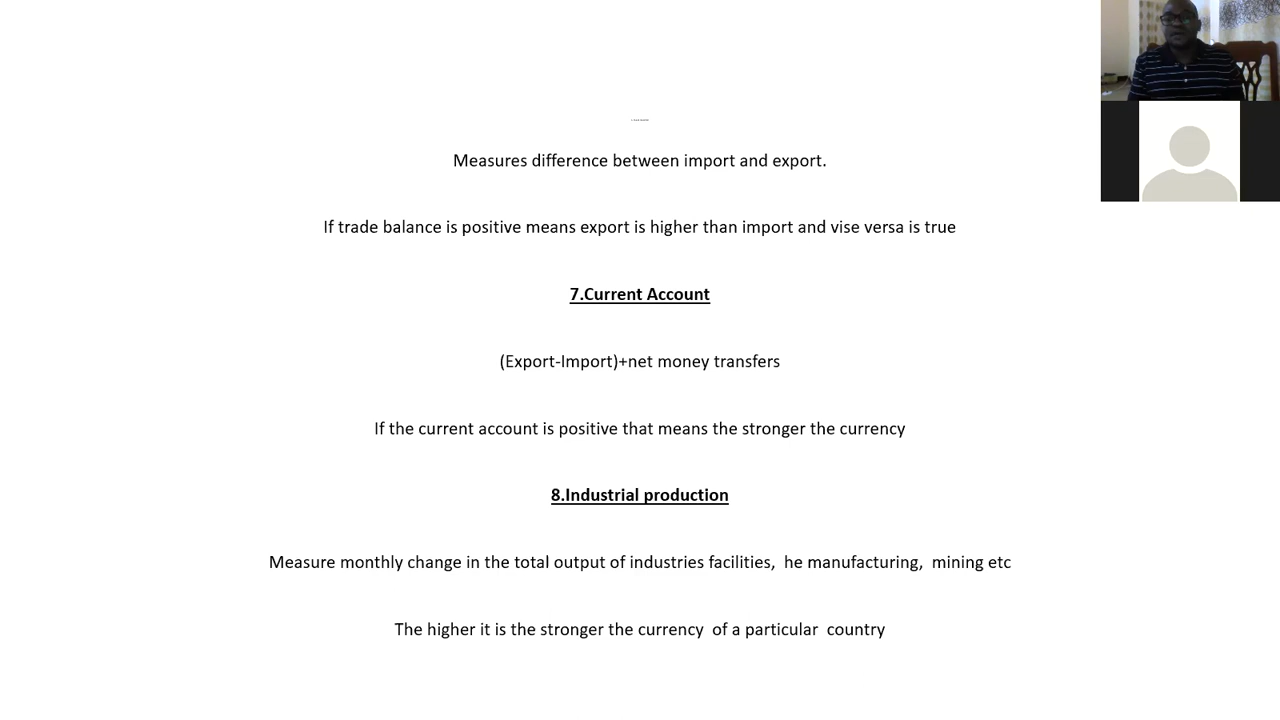 Measures difference between import and export.
If trade balance is positive means export is higher than import and vise versa is true
7.Current Account
(Export-Import)+net money transfers
If the current account is positive that means the stronger the currency
8.Industrial production
Measure monthly change in the total output of industries facilities,  he manufacturing,  mining etc
The higher it is the stronger the currency  of a particular  country